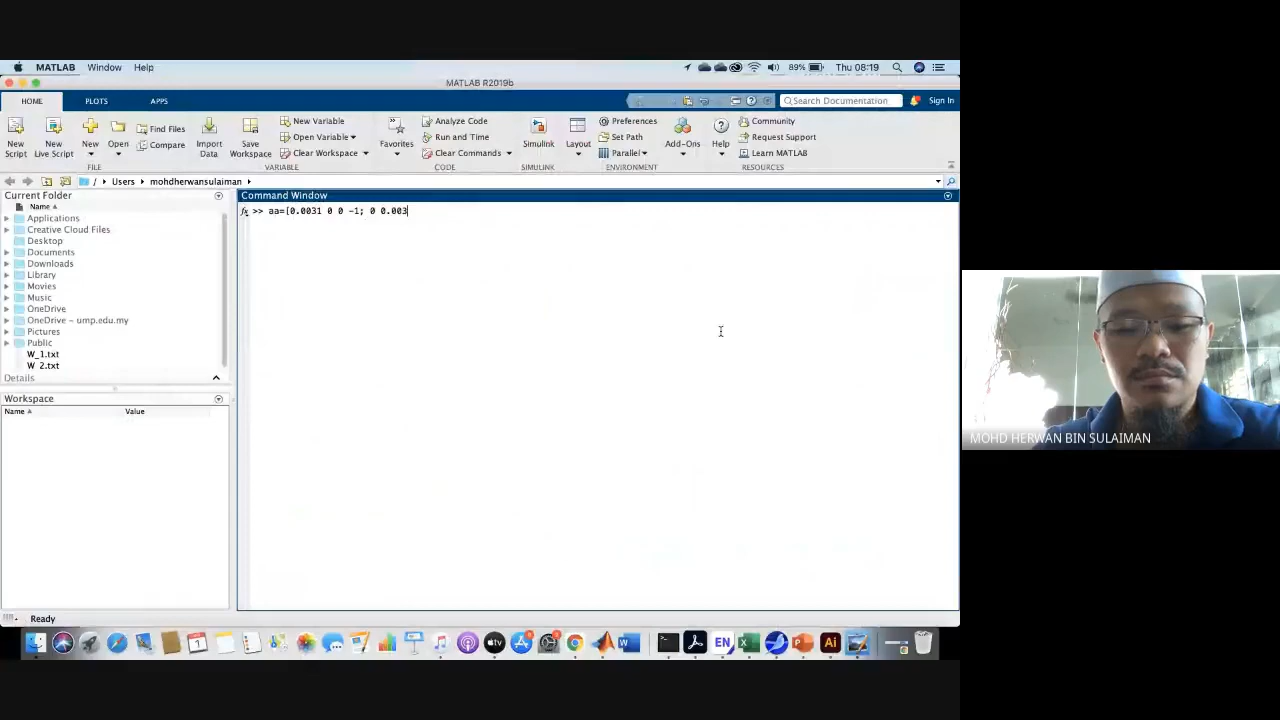 MATLAB Window Help
89% Thu 08:19
MATLAB R2019b
HOME PLOTS APPS
Search Documentation
Sign In
New Script
New Live Script
New
Open
Find Files
Compare
Import Data
Save Workspace
New Variable
Open Variable
Clear Workspace
Favorites
Analyze Code
Run and Time
Clear Commands
Simulink
Layout
Preferences
Set Path
Parallel
Add-Ons
Help
Community
Request Support
Learn MATLAB
FILE VARIABLE CODE SIMULINK ENVIRONMENT RESOURCES
/ Users mohdherwansulaiman
Current Folder
Name
Applications
Creative Cloud Files
Desktop
Documents
Downloads
Library
Movies
Music
OneDrive
OneDrive - ump.edu.my
Pictures
Public
W_1.txt
W_2.txt
Details
Workspace
Name Value
Command Window
fx >> aa=[0.0031 0 0 -1; 0 0.003
Ready
MOHD HERWAN BIN SULAIMAN